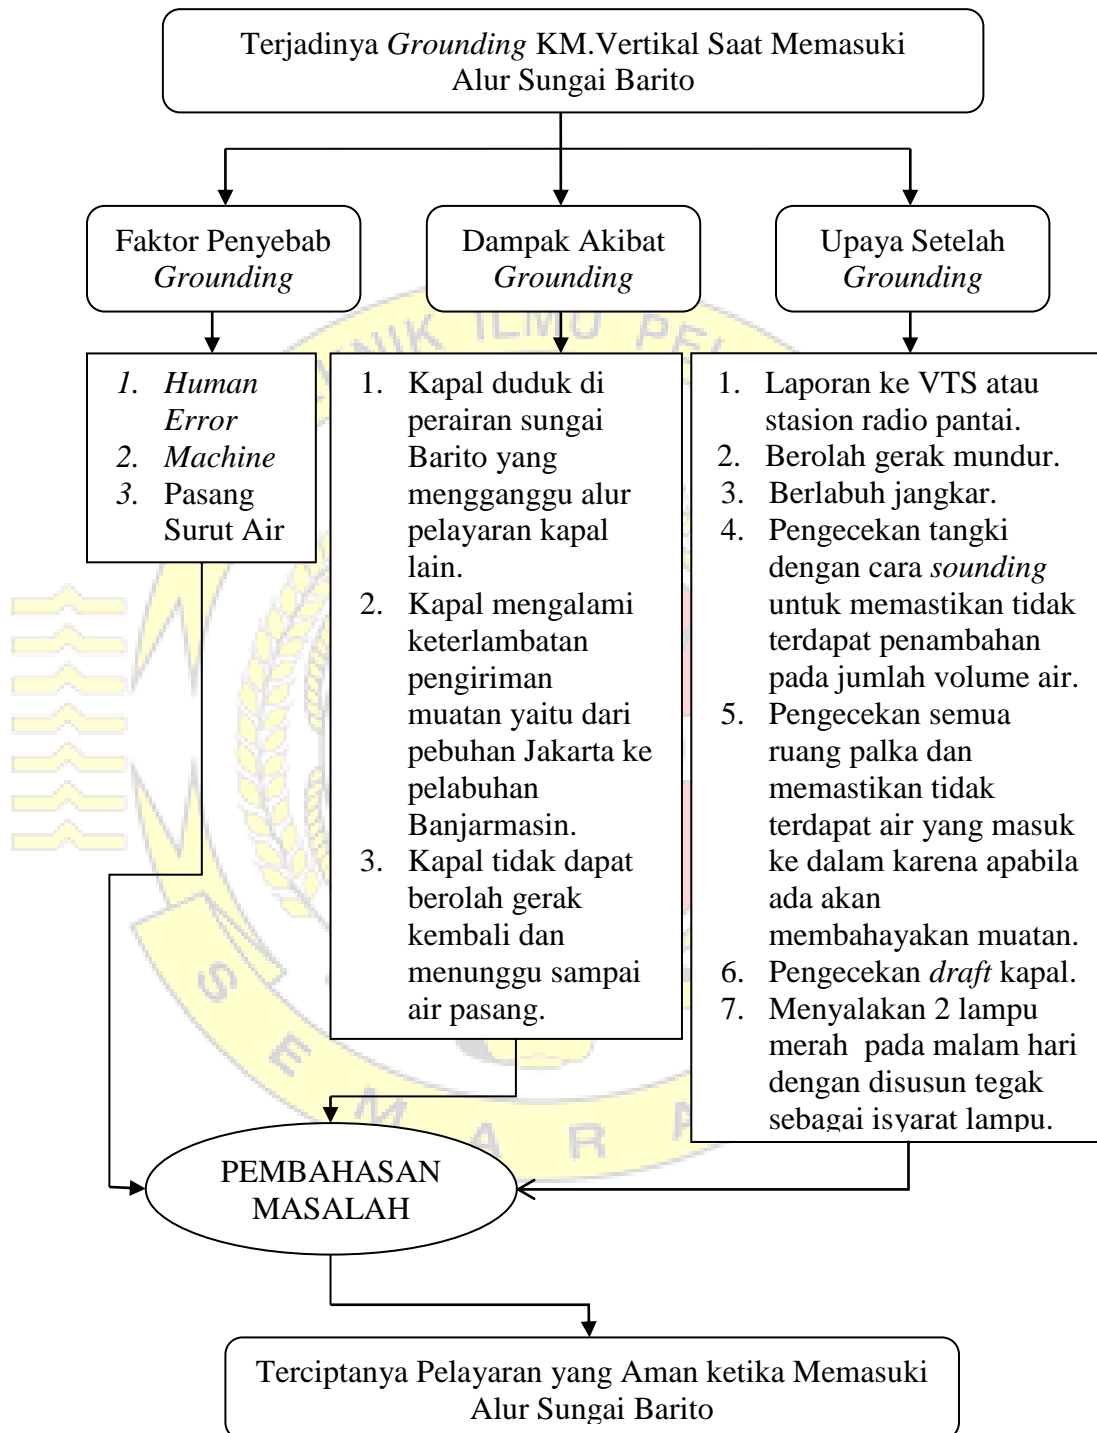 Terjadinya Grounding KM.Vertikal Saat Memasuki
Alur Sungai Barito
Faktor Penyebab
Grounding
Dampak Akibat
Grounding
Upaya Setelah
Grounding
1. Human
Error
2. Machine
3. Pasang
Surut Air
1. Kapal duduk di
perairan sungai
Barito yang
mengganggu alur
pelayaran kapal
lain.
2. Kapal mengalami
keterlambatan
pengiriman
muatan yaitu dari
pebuhan Jakarta ke
pelabuhan
Banjarmasin.
3. Kapal tidak dapat
berolah gerak
kembali dan
menunggu sampai
air pasang.
1. Laporan ke VTS atau
stasion radio pantai.
2. Berolah gerak mundur.
3. Berlabuh jangkar.
4. Pengecekan tangki
dengan cara sounding
untuk memastikan tidak
terdapat penambahan
pada jumlah volume air.
5. Pengecekan semua
ruang palka dan
memastikan tidak
terdapat air yang masuk
ke dalam karena apabila
ada akan
membahayakan muatan.
6. Pengecekan draft kapal.
7. Menyalakan 2 lampu
merah pada malam hari
dengan disusun tegak
sebagai isyarat lampu.
PEMBAHASAN
MASALAH
Terciptanya Pelayaran yang Aman ketika Memasuki
Alur Sungai Barito
ILMU
SEMAR